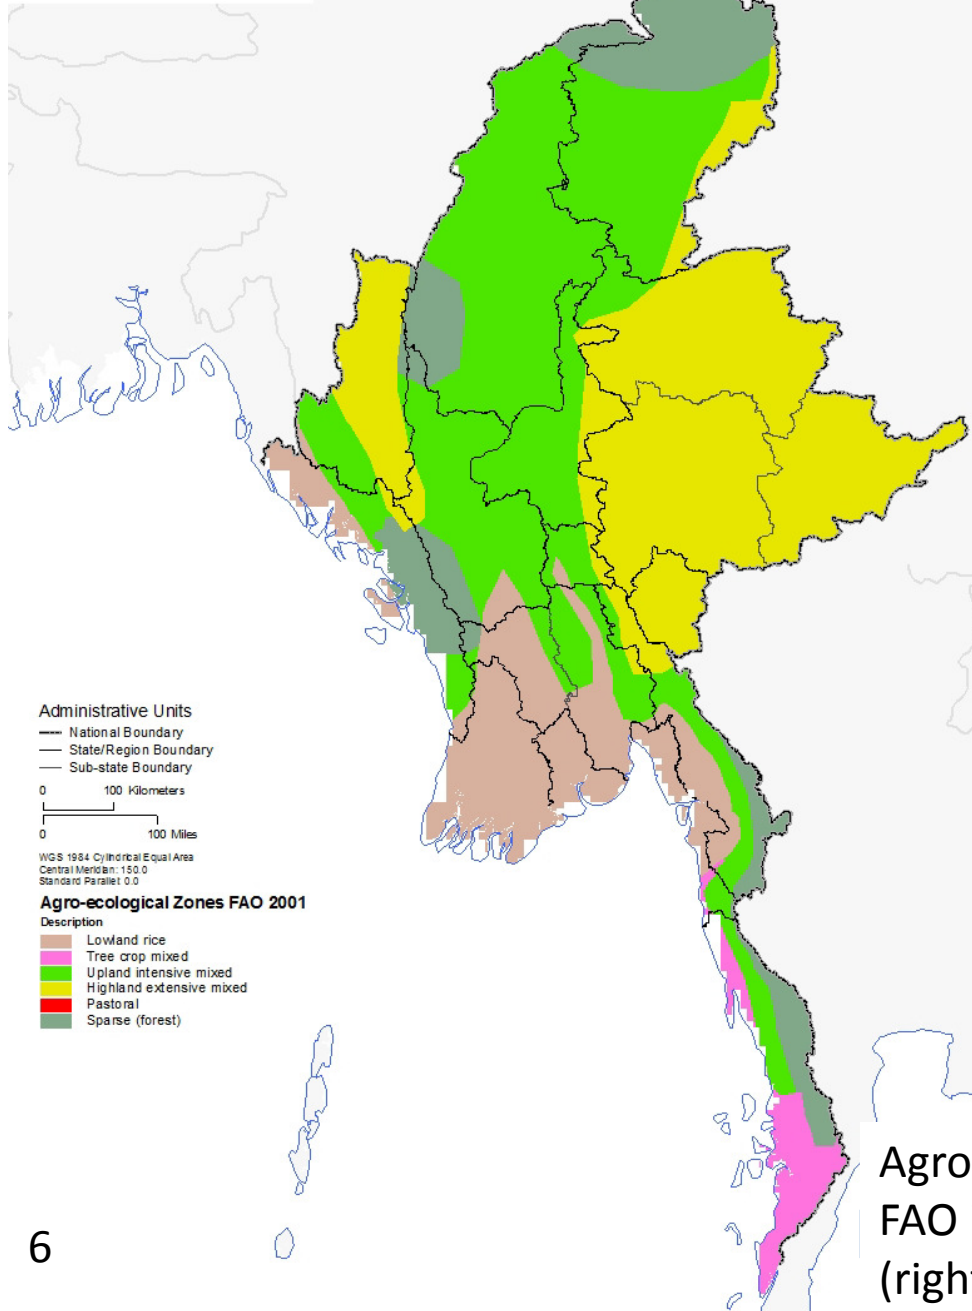 Administrative Units
National Boundary
State/Region Boundary
Sub-state Boundary
0 100 Kilometers
0 100 Miles
WGS 1984 Cylindrical Equal Area
Central Meridian: 150.0
Standard Parallel: 0.0
Agro-ecological Zones FAO 2001
Description
Lowland rice
Tree crop mixed
Upland intensive mixed
Highland extensive mixed
Pastoral
Sparse (forest)
Agro
FAO
(right
6